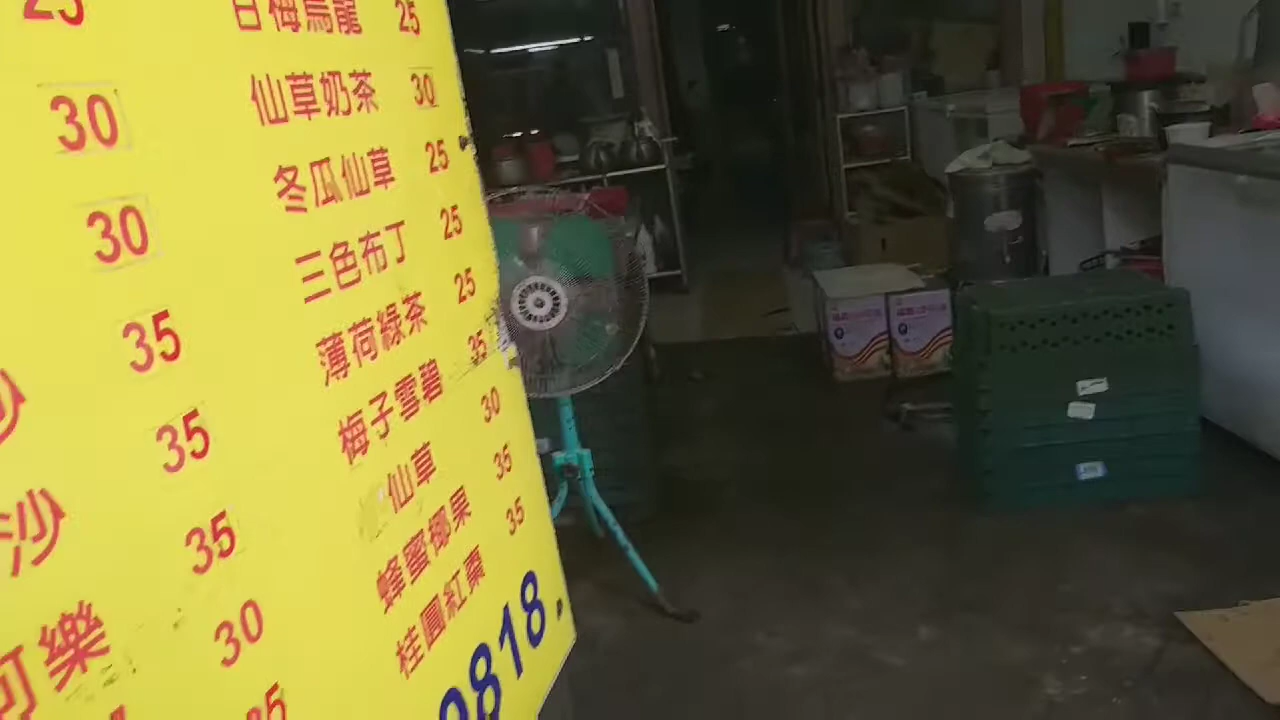 25
30
30
35
35
沙 35
30
樂 35
白梅烏龍 25
仙草奶茶 30
冬瓜仙草 25
三色布丁 25
薄荷綠茶 25
梅子雪碧 35
仙草 30
蜂蜜椰果 35
桂圓紅棗 35
9818